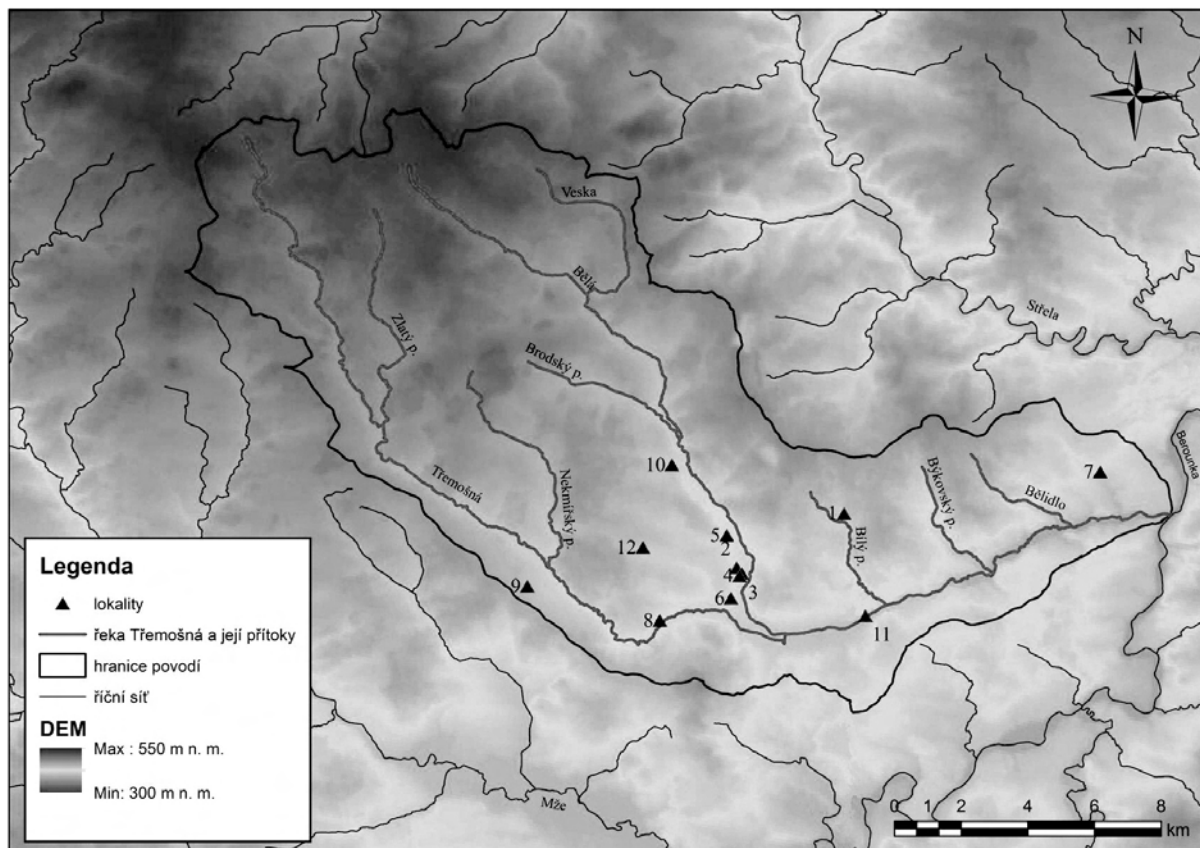 N
Veska
Bělá
Střela
Zlatý p.
Brodský p.
Berounka
10
Třemošná
Nekmířský p.
7
Býkovský p.
Bělidlo
1
Bílý p.
5
2
12
4
3
9
6
8
11
Legenda
lokality
řeka Třemošná a její přítoky
hranice povodí
říční síť
DEM
Max : 550 m n. m.
Min: 300 m n. m.
Mže
0 1 2 4 6 8
km